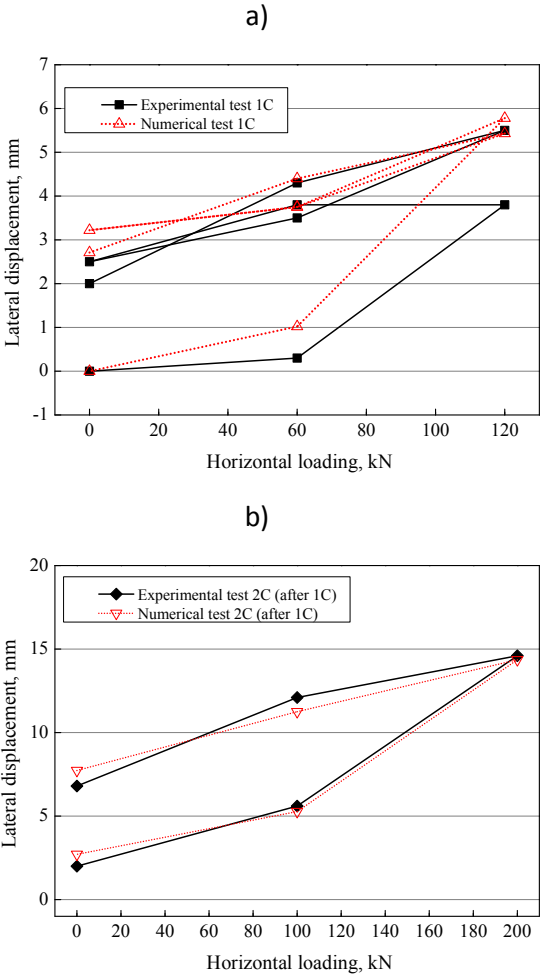 a)
7
6
5
4
3
2
1
0
-1
Experimental test 1C
Numerical test 1C
Lateral displacement, mm
0 20 40 60 80 100 120
Horizontal loading, kN
b)
20
15
10
5
0
Experimental test 2C (after 1C)
Numerical test 2C (after 1C)
Lateral displacement, mm
0 20 40 60 80 100 120 140 160 180 200
Horizontal loading, kN